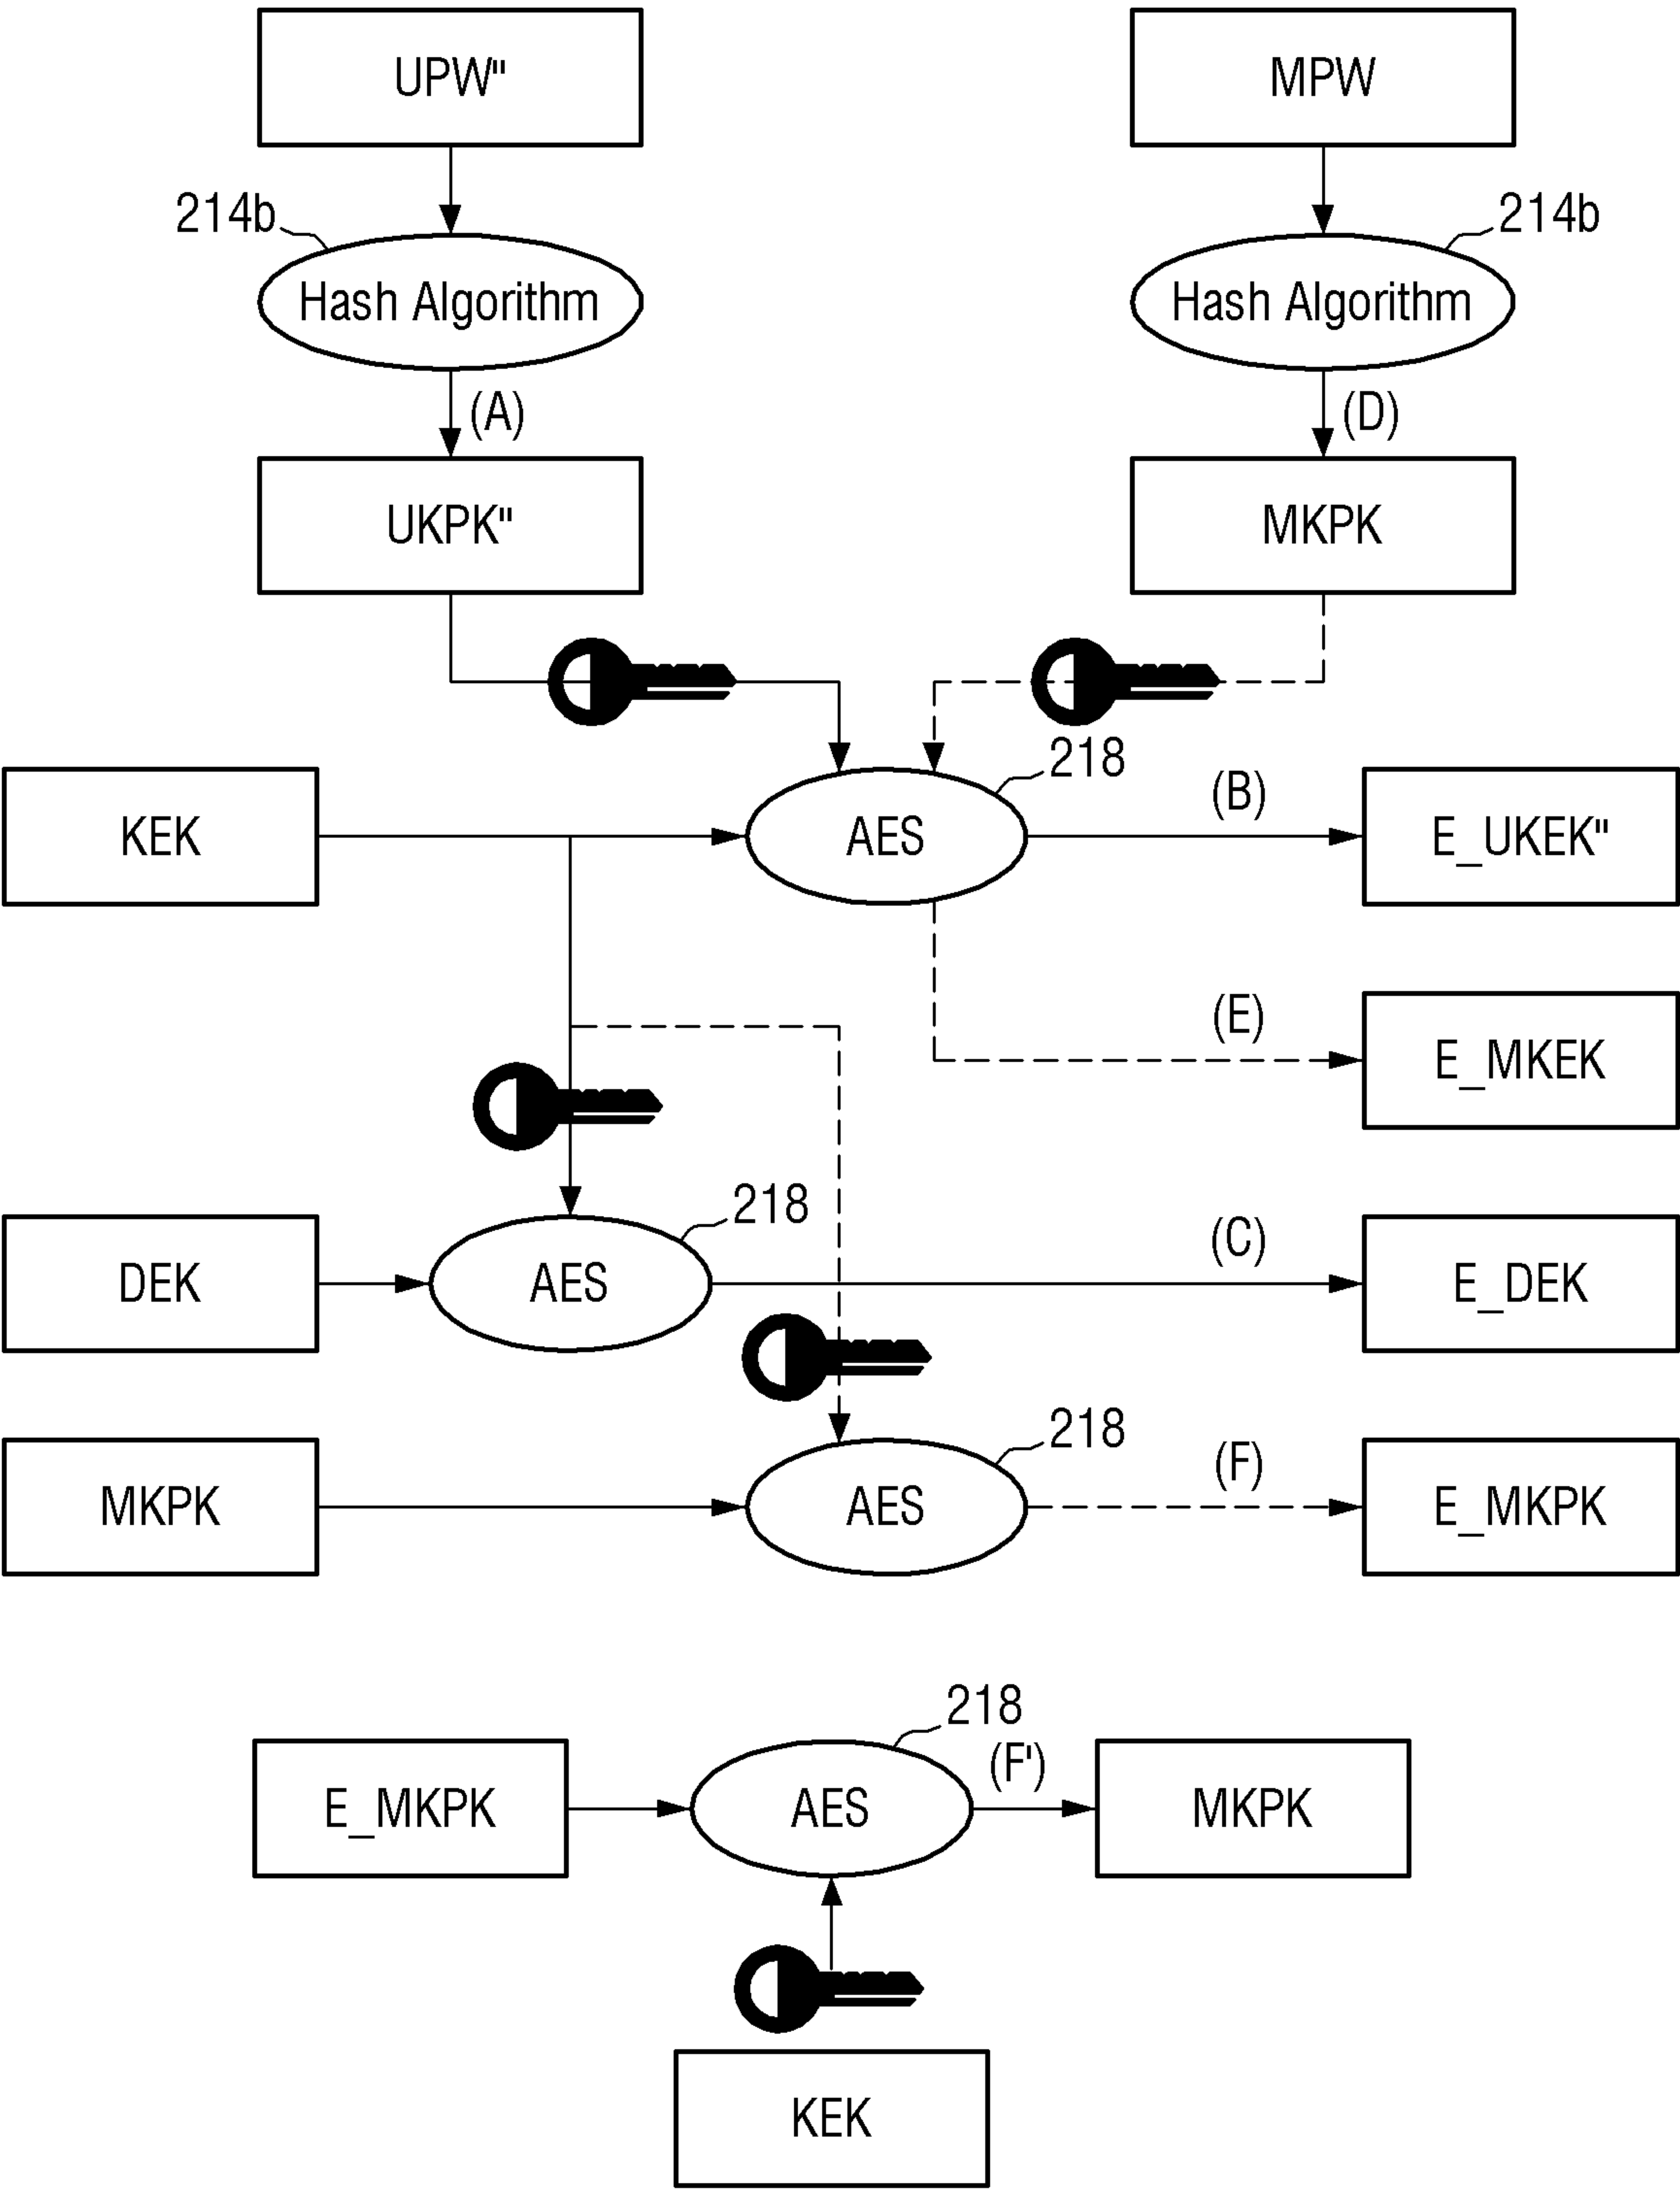 UPW"
MPW
214b
214b
Hash Algorithm
Hash Algorithm
(A)
(D)
UKPK"
MKPK
218
(B)
KEK
AES
E_UKEK"
(E)
E_MKEK
218
(C)
DEK
AES
E_DEK
218
(F)
MKPK
AES
E_MKPK
218
(F')
E_MKPK
AES
MKPK
KEK